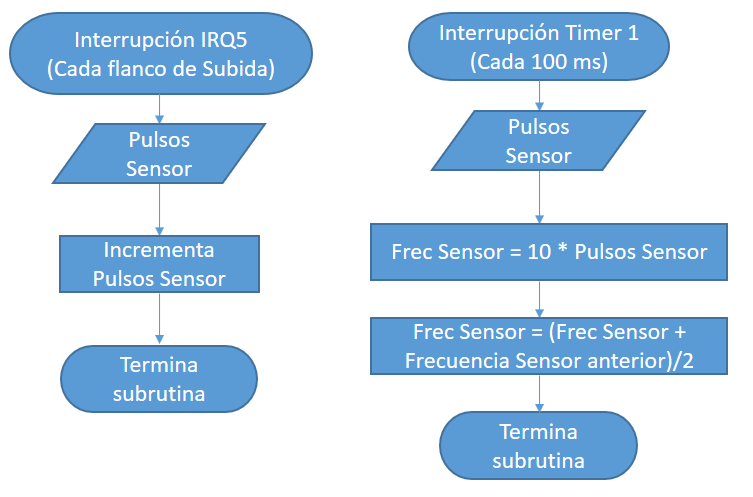 Interrupción IRQ5
(Cada flanco de Subida)
Pulsos
Sensor
Incrementa
Pulsos Sensor
Termina
subrutina
Interrupción Timer 1
(Cada 100 ms)
Pulsos
Sensor
Frec Sensor = 10 * Pulsos Sensor
Frec Sensor = (Frec Sensor +
Frecuencia Sensor anterior)/2
Termina
subrutina